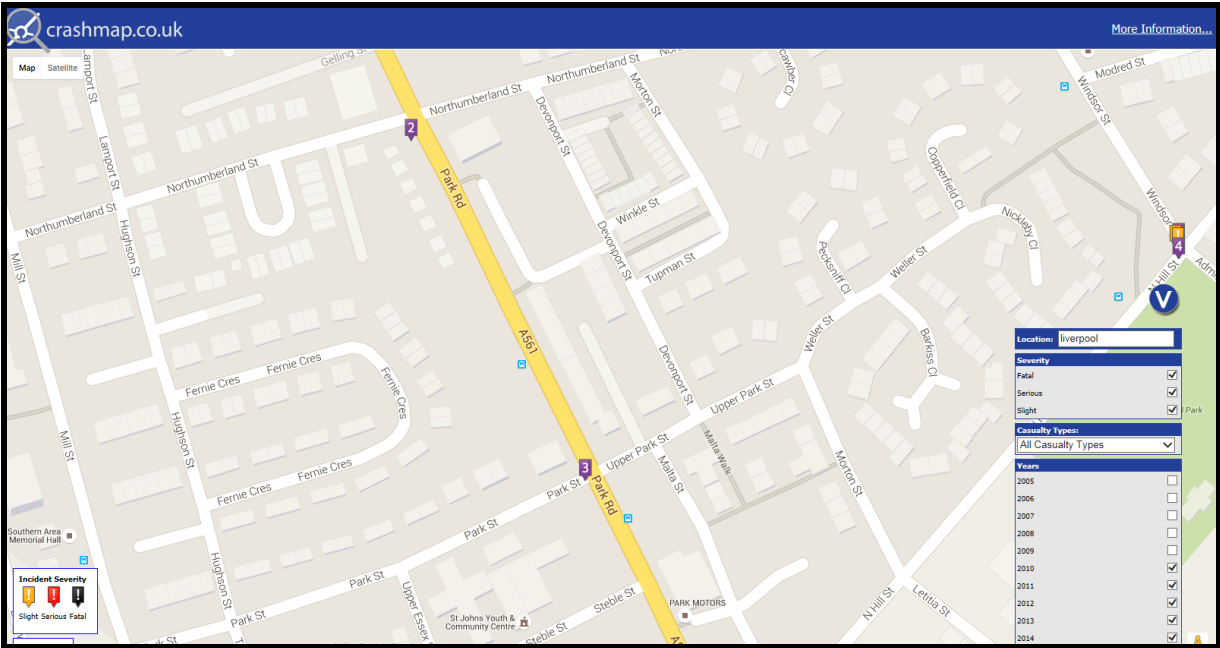 crashmap.co.uk
More Information...
Map
Satellite
Lamport St
Gelling St
Northumberland St
Morton St
Modred St
Windsor St
Northumberland St
Devonport St
2
Lamport St
Park Rd
Copperfield Cl
Northumberland St
Winkle St
Northumberland St
Hughson St
Devonport St
Nickleby Cl
Windsor
4
Mill St
Pecksniff Cl
Weller St
Tupman St
N Hill St
V
A561
Weller St
Barkiss Cl
Fernie Cres
Fernie Cres
Fernie Cres
Devonport St
Upper Park St
Hughson St
Mill St
Upper Park St
Malta Walk
Morton St
Fernie Cres
Fernie Cres
3
Malta St
Park St
Park Rd
Park St
Southern Area
Memorial Hall
Hughson St
Park St
Upper Essex
Steble St
PARK MOTORS
N Hill St
Letitia St
Park St
St Johns Youth &
Community Centre
Steble St
Location: liverpool
Severity
Fatal
Serious
Slight
Park
Casualty Types:
All Casualty Types
Years
2005
2006
2007
2008
2009
2010
2011
2012
2013
2014
Incident Severity
Slight Serious Fatal